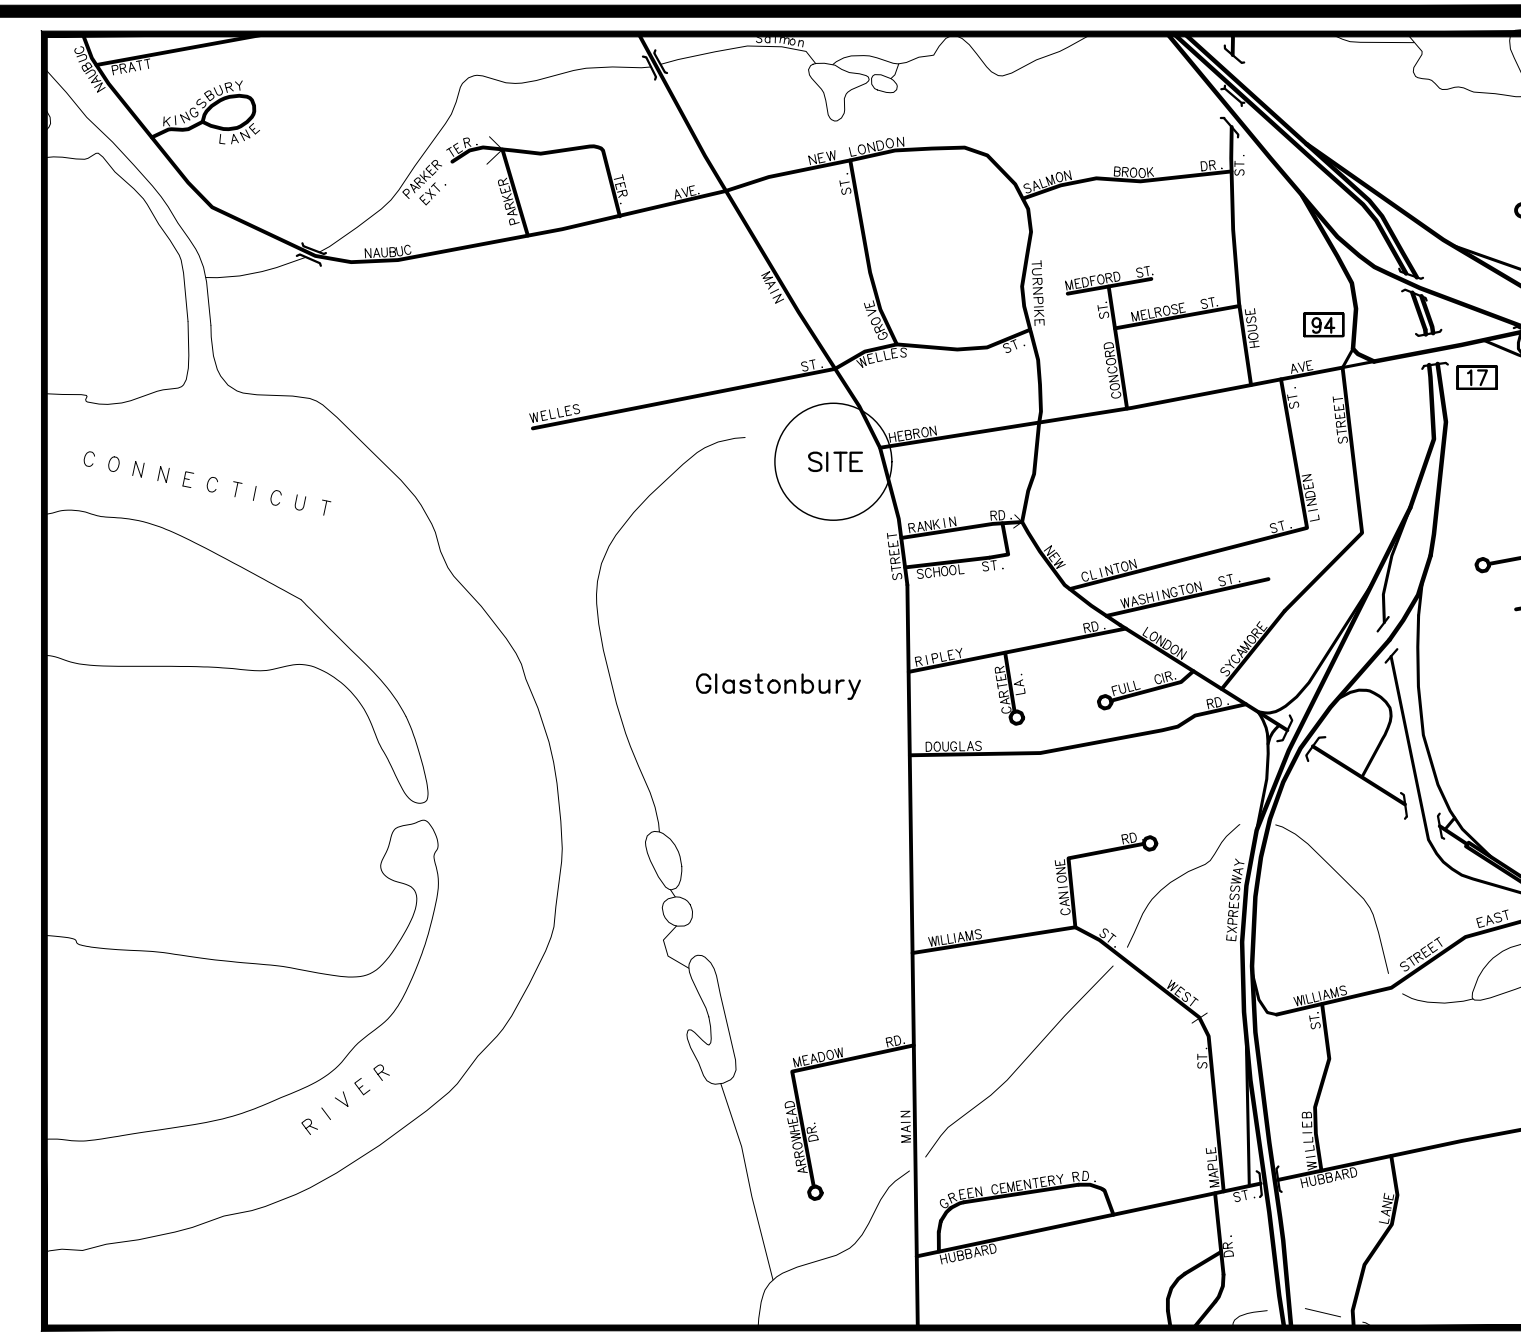 Salmon
NAUBUC
PRATT
KINGSBURY
LANE
PARKER TER.
EXT.
PARKER
TER.
NAUBUC
AVE.
NEW LONDON
ST.
SALMON BROOK DR.
ST.
MAIN
GROVE
TURNPIKE
MEDFORD ST.
ST.
MELROSE ST.
HOUSE
94
17
CONCORD
WELLES
ST.
WELLES
ST.
AVE
ST.
STREET
HEBRON
SITE
CONNECTICUT
LINDEN
RANKIN RD.
STREET
SCHOOL ST.
NEW
CLINTON
ST.
WASHINGTON ST.
RD.
RIPLEY
LONDON
SYCAMORE
CARTER
LA.
FULL CIR.
RD.
Glastonbury
DOUGLAS
RD
CANIONE
EXPRESSWAY
WILLIAMS
ST.
WEST
EAST
STREET
WILLIAMS
ST.
ST.
MEADOW RD.
RIVER
ARROWHEAD
DR.
MAIN
MAPLE
WILLIEB
GREEN CEMENTERY RD.
HUBBARD
ST.
LANE
HUBBARD
DR.